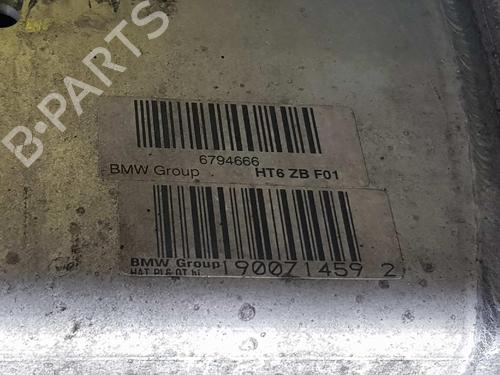 B-PARTS
6794666
BMW Group HT6 ZB F01
BMW Group 190071459 2